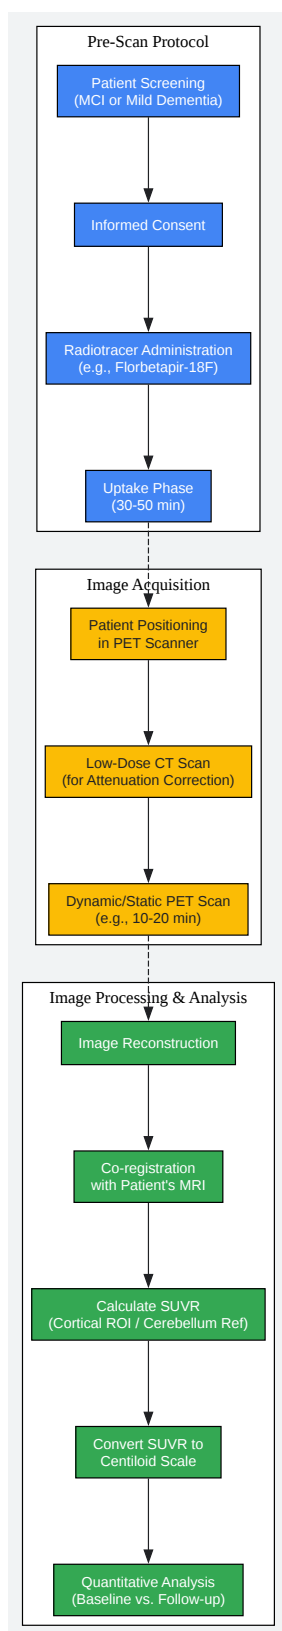 Pre-Scan Protocol
Patient Screening
(MCI or Mild Dementia)
Informed Consent
Radiotracer Administration
(e.g., Florbetapir-18F)
Uptake Phase
(30-50 min)
Image Acquisition
Patient Positioning
in PET Scanner
Low-Dose CT Scan
(for Attenuation Correction)
Dynamic/Static PET Scan
(e.g., 10-20 min)
Image Processing & Analysis
Image Reconstruction
Co-registration
with Patient's MRI
Calculate SUVR
(Cortical ROI / Cerebellum Ref)
Convert SUVR to
Centiloid Scale
Quantitative Analysis
(Baseline vs. Follow-up)